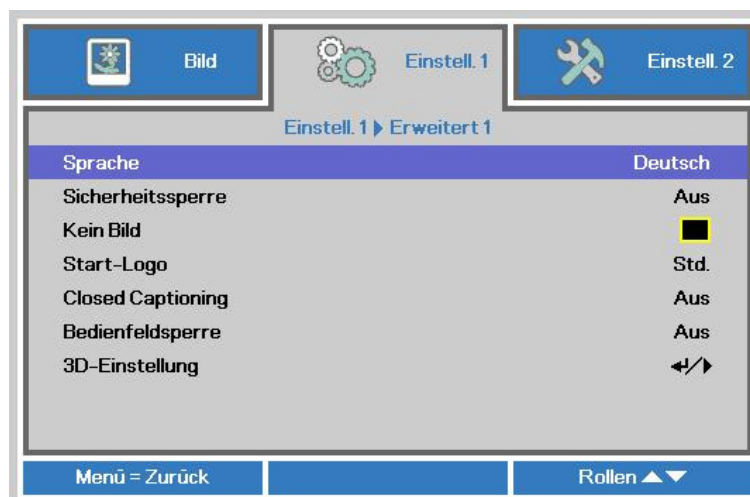 Bild
Einstell. 1
Einstell. 2
Einstell. 1 ▶ Erweitert 1
Sprache Deutsch
Sicherheitssperre Aus
Kein Bild
Start-Logo Std.
Closed Captioning Aus
Bedienfeldsperre Aus
3D-Einstellung ↵/▶
Menü = Zurück
Rollen ▲▼